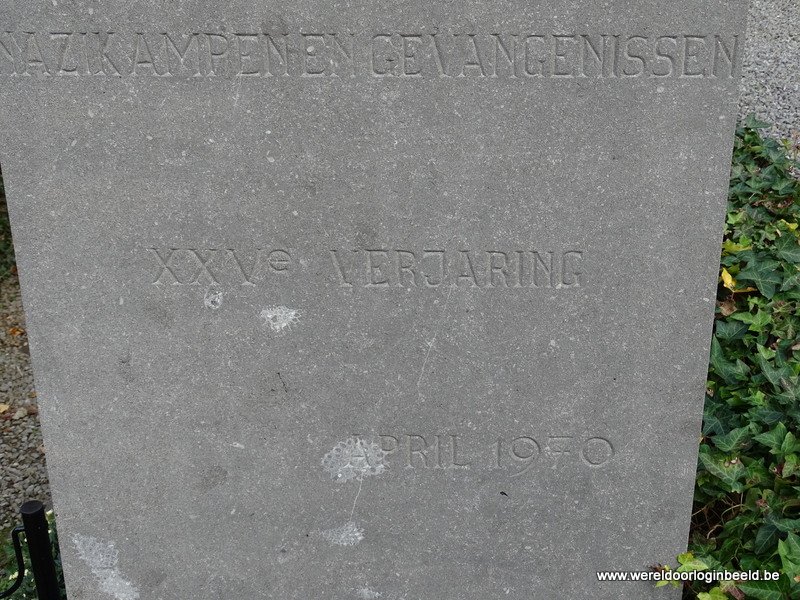 NAZIKAMPEN EN GEVANGENISSEN
XXVe VERJARING
APRIL 1970
www.wereldoorloginbeeld.be